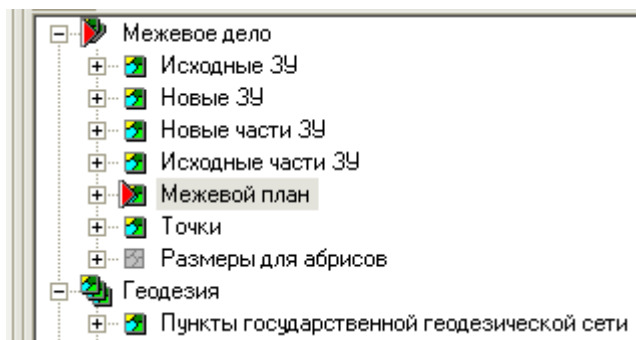 Межевое дело
Исходные ЗУ
Новые ЗУ
Новые части ЗУ
Исходные части ЗУ
Межевой план
Точки
Размеры для абрисов
Геодезия
Пункты государственной геодезической сети